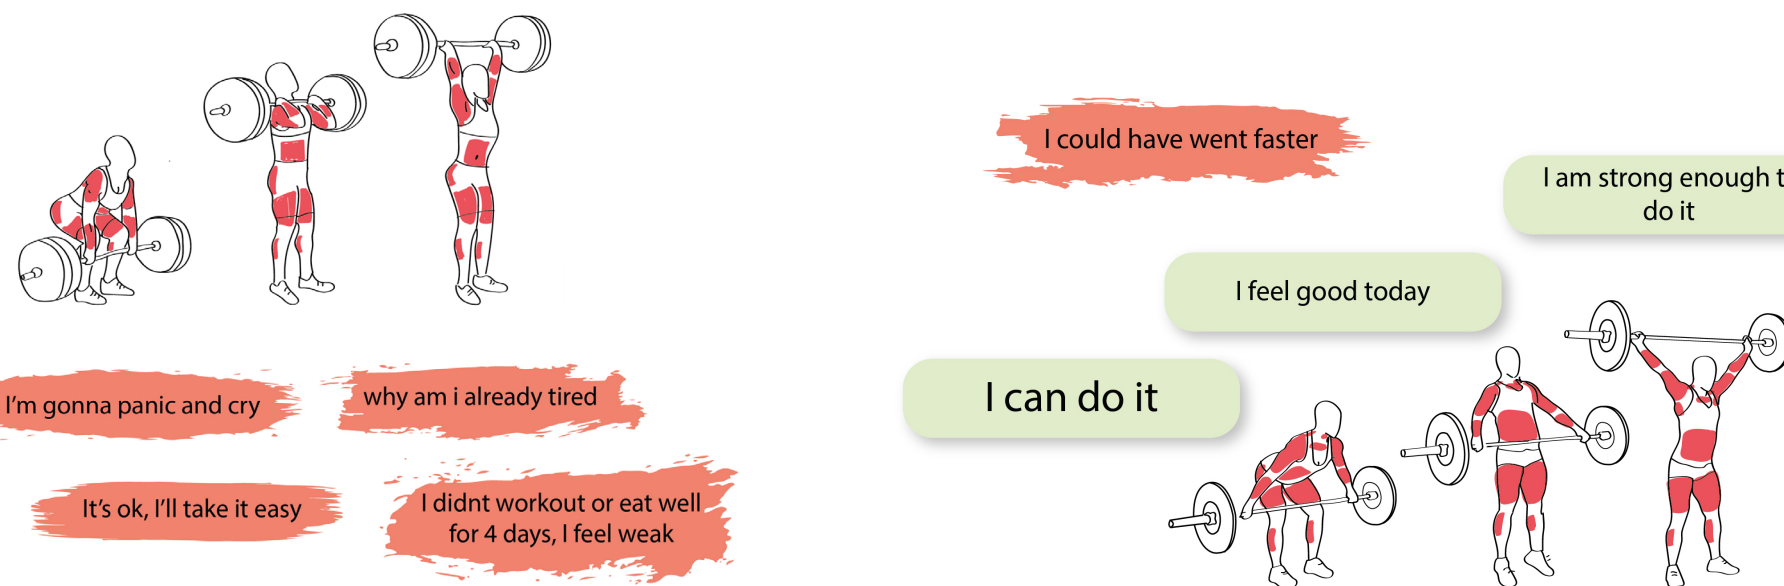 I'm gonna panic and cry
why am i already tired
It's ok, I'll take it easy
I didnt workout or eat well
for 4 days, I feel weak
I could have went faster
I am strong enough t
do it
I feel good today
I can do it